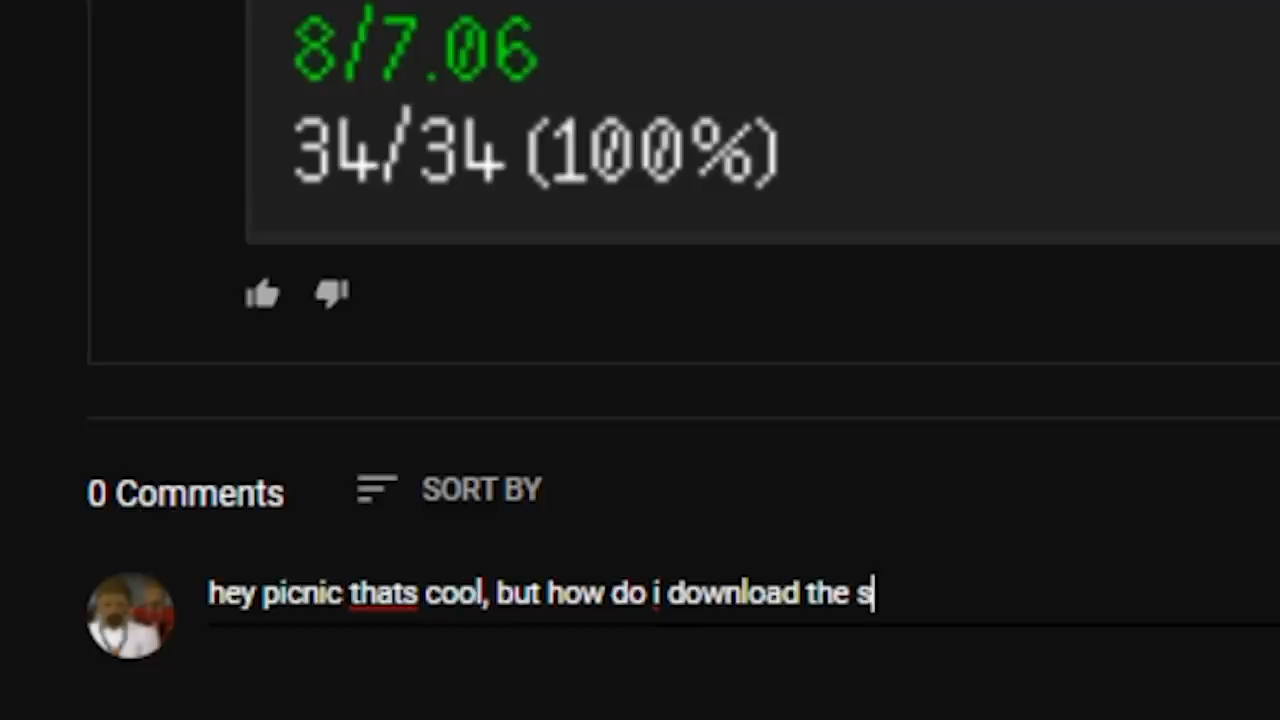 8/7.06
34/34 (100%)
0 Comments
SORT BY
hey picnic thats cool, but how do i download the s